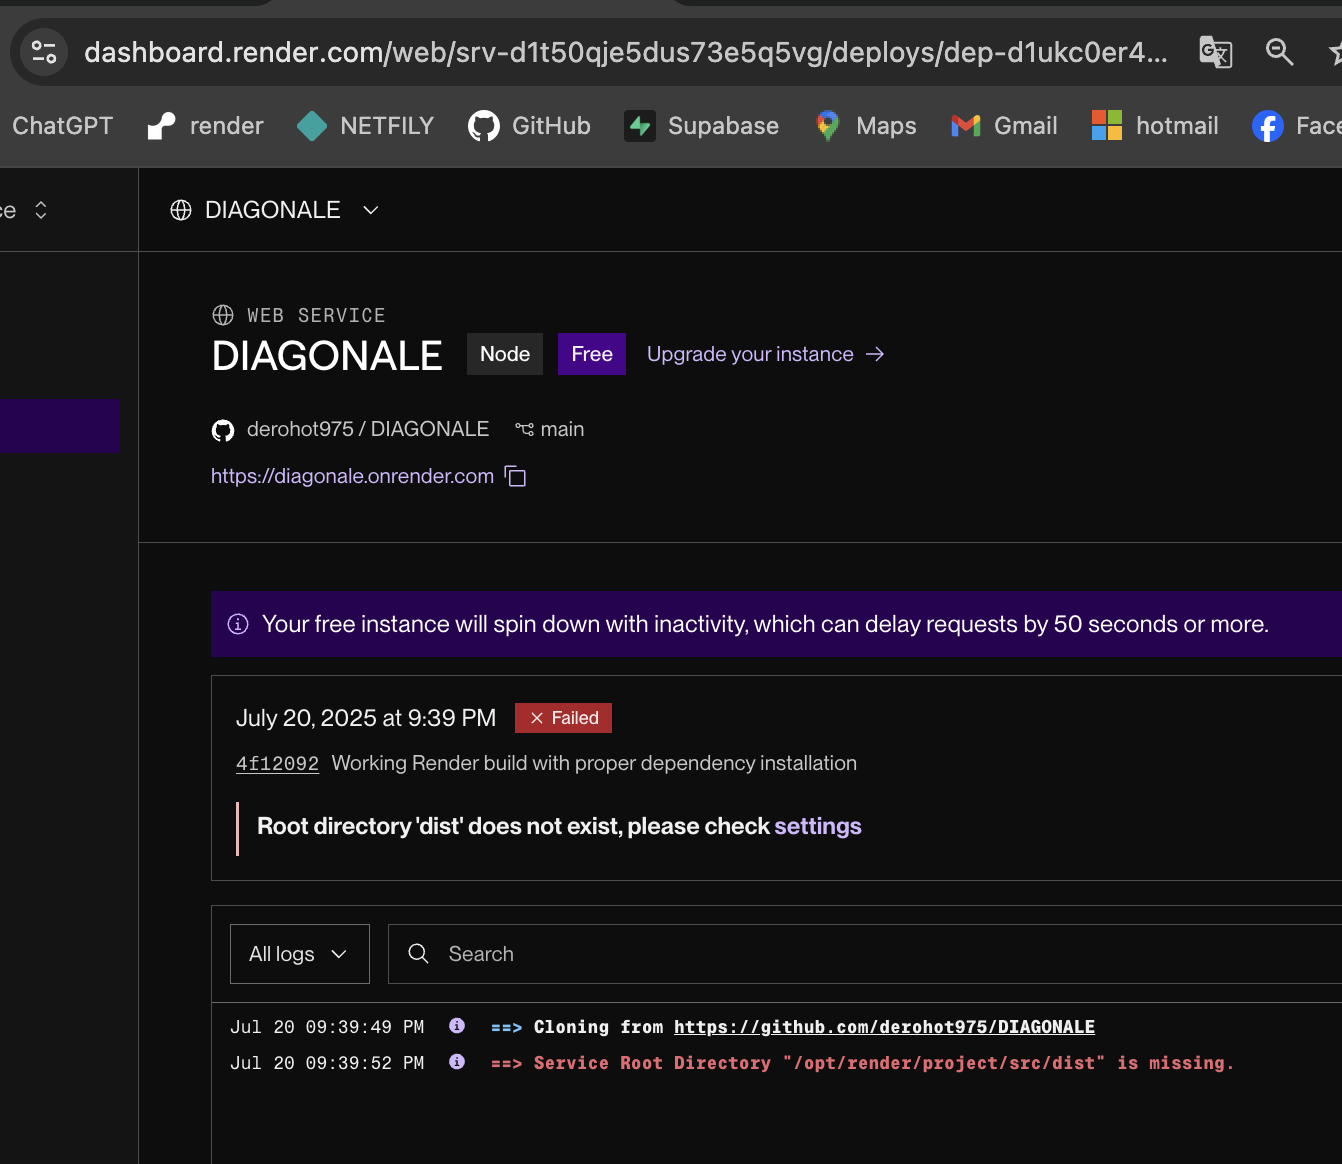 dashboard.render.com/web/srv-d1t50qje5dus73e5q5vg/deploys/dep-d1ukc0er4...
ChatGPT render NETFILY GitHub Supabase Maps Gmail hotmail Face
ce DIAGONALE
WEB SERVICE
DIAGONALE Node Free Upgrade your instance →
derohot975 / DIAGONALE main
https://diagonale.onrender.com
Your free instance will spin down with inactivity, which can delay requests by 50 seconds or more.
July 20, 2025 at 9:39 PM × Failed
4f12092 Working Render build with proper dependency installation
Root directory 'dist' does not exist, please check settings
All logs Search
Jul 20 09:39:49 PM ==> Cloning from https://github.com/derohot975/DIAGONALE
Jul 20 09:39:52 PM ==> Service Root Directory "/opt/render/project/src/dist" is missing.